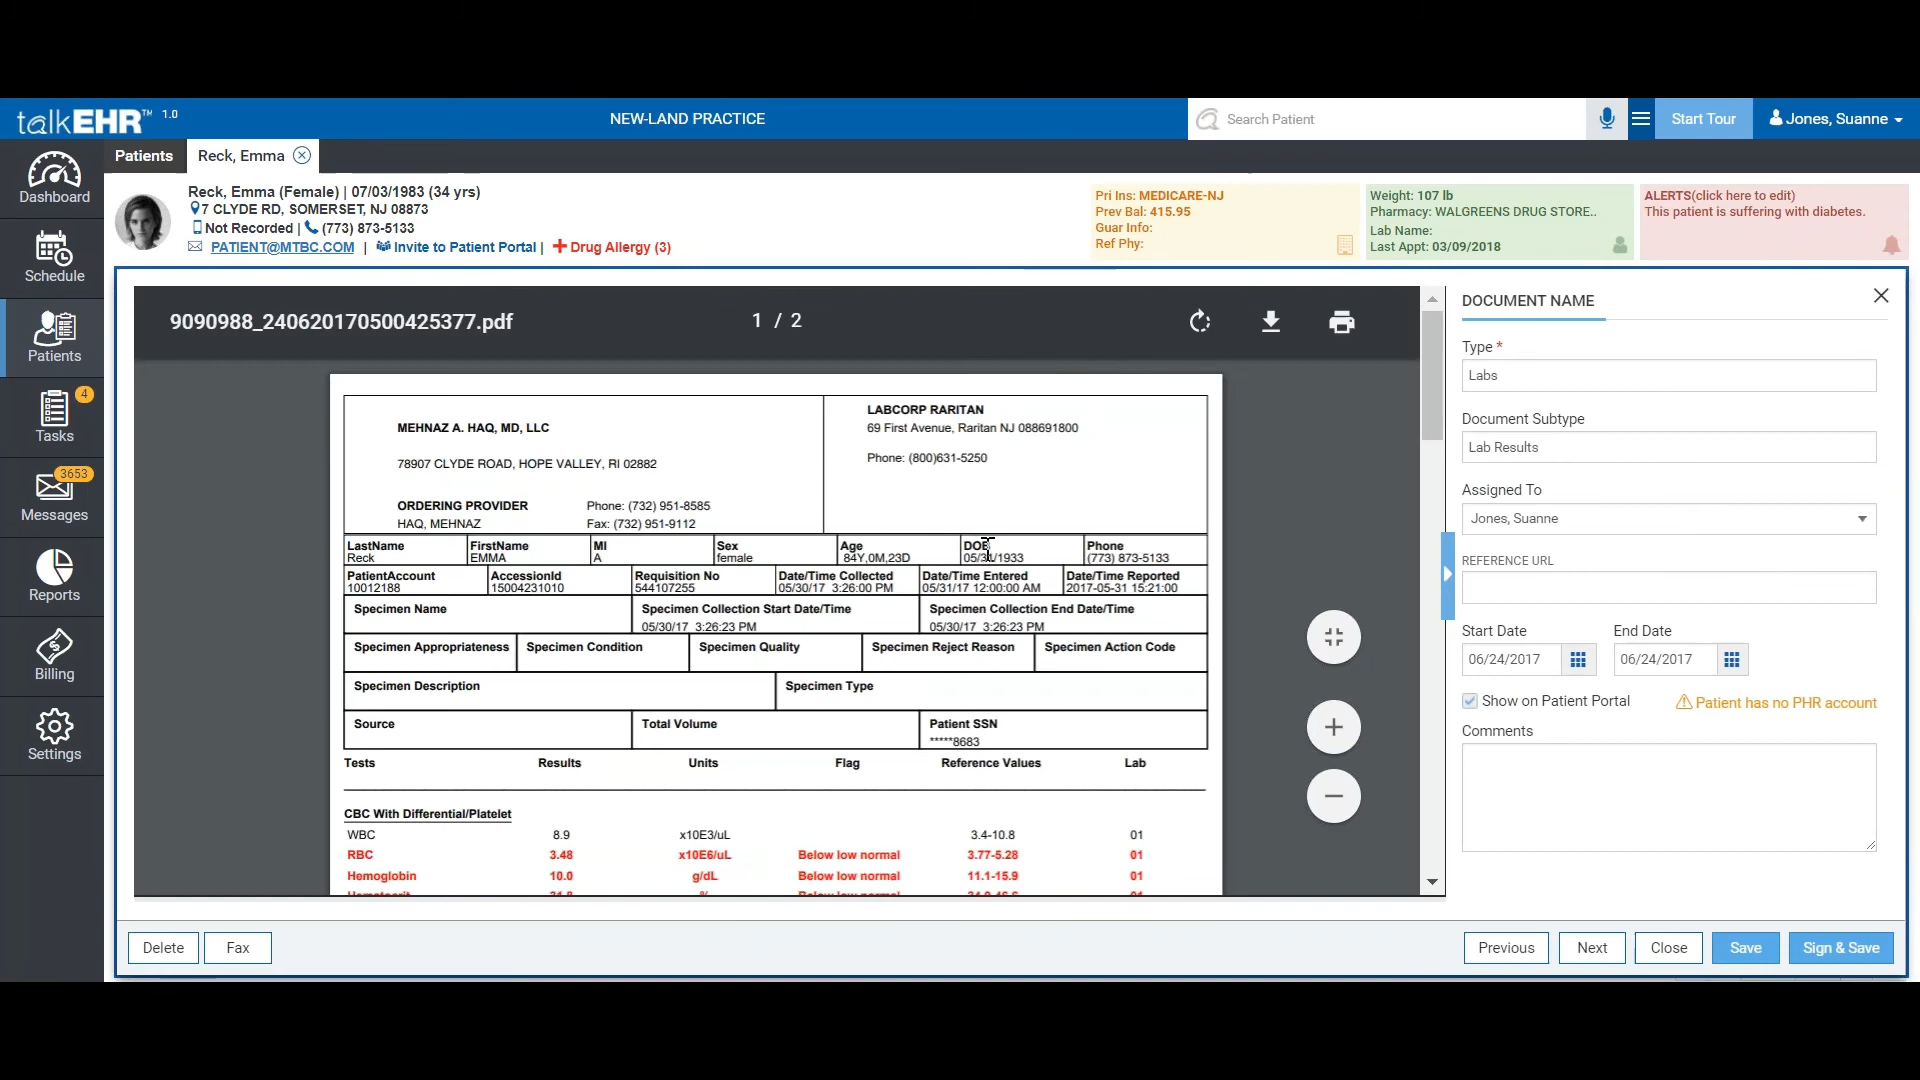 talkEHR™ 1.0
NEW-LAND PRACTICE
Search Patient
Start Tour
Jones, Suanne
Patients
Reck, Emma
Dashboard
Schedule
Patients
4
Tasks
3653
Messages
Reports
Billing
Settings
Reck, Emma (Female) | 07/03/1983 (34 yrs)
7 CLYDE RD, SOMERSET, NJ 08873
Not Recorded | (773) 873-5133
PATIENT@MTBC.COM | Invite to Patient Portal | Drug Allergy (3)
Pri Ins: MEDICARE-NJ
Prev Bal: 415.95
Guar Info:
Ref Phy:
Weight: 107 lb
Pharmacy: WALGREENS DRUG STORE..
Lab Name:
Last Appt: 03/09/2018
ALERTS(click here to edit)
This patient is suffering with diabetes.
9090988_240620170500425377.pdf
1 / 2
MEHNAZ A. HAQ, MD, LLC
78907 CLYDE ROAD, HOPE VALLEY, RI 02882
ORDERING PROVIDER Phone: (732) 951-8585
HAQ, MEHNAZ Fax: (732) 951-9112
LABCORP RARITAN
69 First Avenue, Raritan NJ 088691800
Phone: (800)631-5250
LastName FirstName MI Sex Age DOB Phone
Reck EMMA A female 84Y,0M,23D 05/31/1933 (773) 873-5133
PatientAccount AccessionId Requisition No Date/Time Collected Date/Time Entered Date/Time Reported
10012188 15004231010 544107255 05/30/17 3:26:00 PM 05/31/17 12:00:00 AM 2017-05-31 15:21:00
Specimen Name Specimen Collection Start Date/Time Specimen Collection End Date/Time
05/30/17 3:26:23 PM 05/30/17 3:26:23 PM
Specimen Appropriateness Specimen Condition Specimen Quality Specimen Reject Reason Specimen Action Code
Specimen Description Specimen Type
Source Total Volume Patient SSN
*****8683
Tests Results Units Flag Reference Values Lab
CBC With Differential/Platelet
WBC 8.9 x10E3/uL 3.4-10.8 01
RBC 3.48 x10E6/uL Below low normal 3.77-5.28 01
Hemoglobin 10.0 g/dL Below low normal 11.1-15.9 01
DOCUMENT NAME
Type *
Labs
Document Subtype
Lab Results
Assigned To
Jones, Suanne
REFERENCE URL
Start Date End Date
06/24/2017 06/24/2017
Show on Patient Portal Patient has no PHR account
Comments
Delete Fax Previous Next Close Save Sign & Save